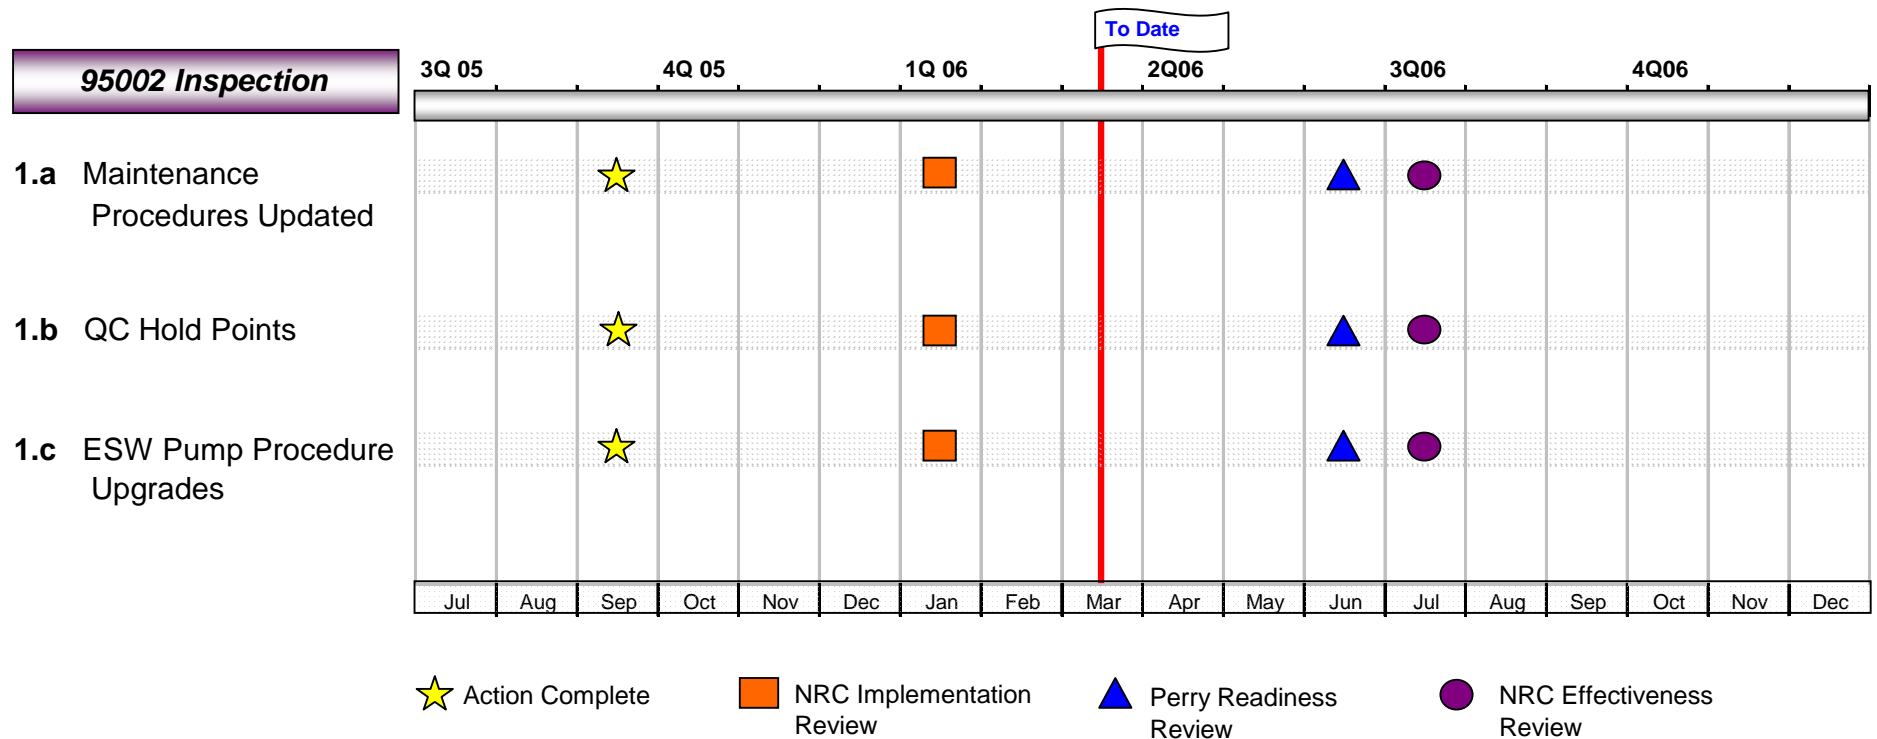 To Date
95002 Inspection
3Q 05 4Q 05 1Q 06 2Q06 3Q06 4Q06
1.a Maintenance
Procedures Updated
1.b QC Hold Points
1.c ESW Pump Procedure
Upgrades
Jul Aug Sep Oct Nov Dec Jan Feb Mar Apr May Jun Jul Aug Sep Oct Nov Dec
Action Complete
NRC Implementation
Review
Perry Readiness
Review
NRC Effectiveness
Review